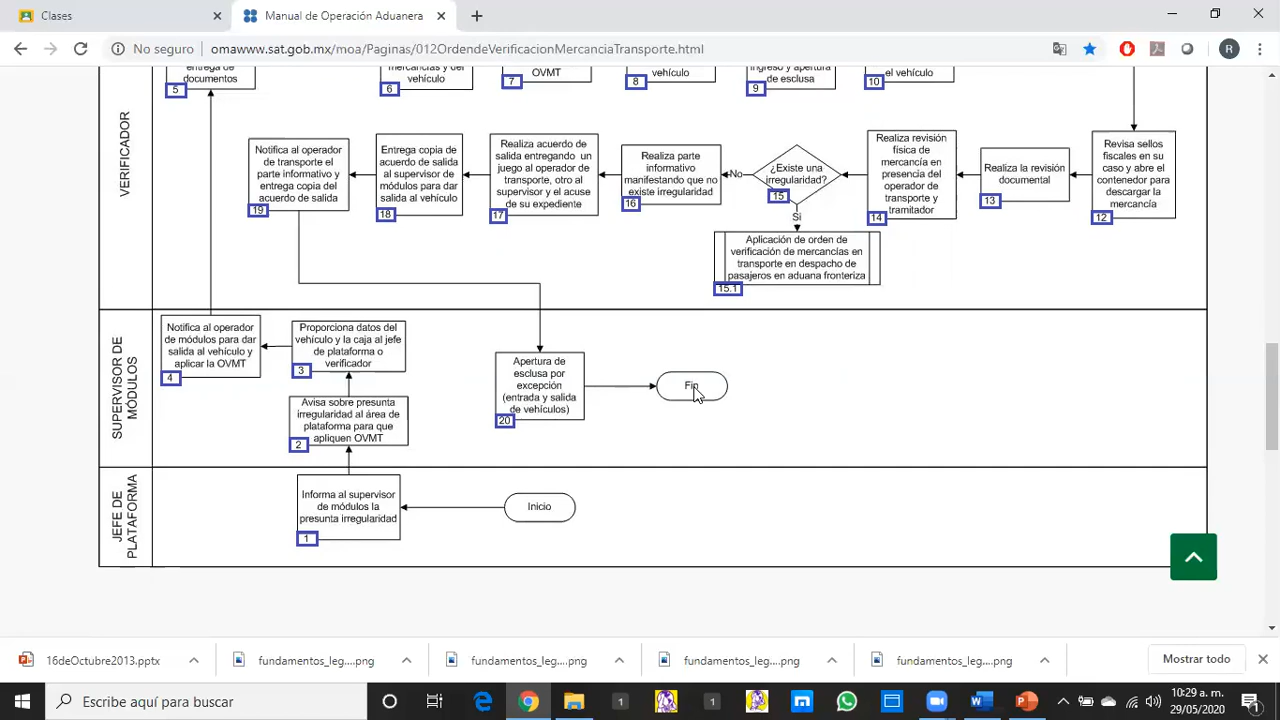 Clases
Manual de Operación Aduanera
No seguro
omawww.sat.gob.mx/moa/Paginas/012OrdendeVerificacionMercanciaTransporte.html
R
VERIFICADOR
entrega de
documentos
5
mercancías y del
vehículo
6
OVMT
7
vehículo
8
ingreso y apertura
de esclusa
9
el vehículo
10
Notifica al operador
de transporte el
parte informativo y
entrega copia del
acuerdo de salida
19
Entrega copia de
acuerdo de salida
al supervisor de
módulos para dar
salida al vehículo
18
Realiza acuerdo de
salida entregando un
juego al operador de
transporte, otro al
supervisor y el acuse
de su expediente
17
Realiza parte
informativo
manifestando que no
existe irregularidad
16
No
¿Existe una
irregularidad?
15
Si
Realiza revisión
física de
mercancía en
presencia del
operador de
transporte y
tramitador
14
Realiza la revisión
documental
13
Revisa sellos
fiscales en su
caso y abre el
contenedor para
descargar la
mercancía
12
Aplicación de orden de
verificación de mercancías en
transporte en despacho de
pasajeros en aduana fronteriza
15.1
SUPERVISOR DE
MÓDULOS
Notifica al operador
de módulos para dar
salida al vehículo y
aplicar la OVMT
4
Proporciona datos del
vehículo y la caja al jefe
de plataforma o
verificador
3
Avisa sobre presunta
irregularidad al área de
plataforma para que
apliquen OVMT
2
Apertura de
esclusa por
excepción
(entrada y salida
de vehículos)
20
Fin
JEFE DE
PLATAFORMA
Informa al supervisor
de módulos la
presunta irregularidad
1
Inicio
16deOctubre2013.pptx
fundamentos_leg....png
fundamentos_leg....png
fundamentos_leg....png
fundamentos_leg....png
Mostrar todo
Escribe aquí para buscar
1
1
10:29 a. m.
29/05/2020
1